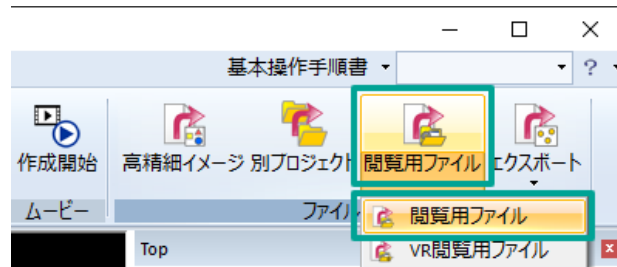 基本操作手順書
?
作成開始
高精細イメージ
別プロジェクト
閲覧用ファイル
エクスポート
ムービー
ファイル
閲覧用ファイル
Top
VR閲覧用ファイル